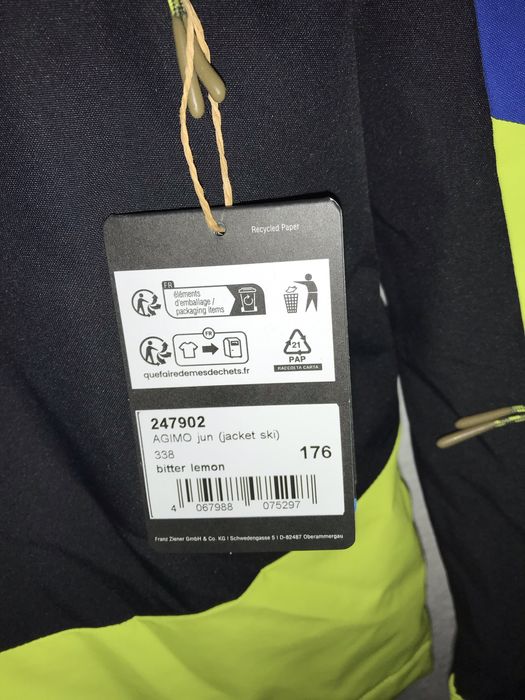 Recycled Paper
FR
éléments
d'emballage /
packaging items
FR
quefairedemesdechets.fr
21
PAP
RACCOLTA CARTA
247902
AGIMO jun (jacket ski)
338
176
bitter lemon
4 067988 075297
Franz Ziener GmbH & Co. KG I Schwedengasse 5 I D-82487 Oberammergau